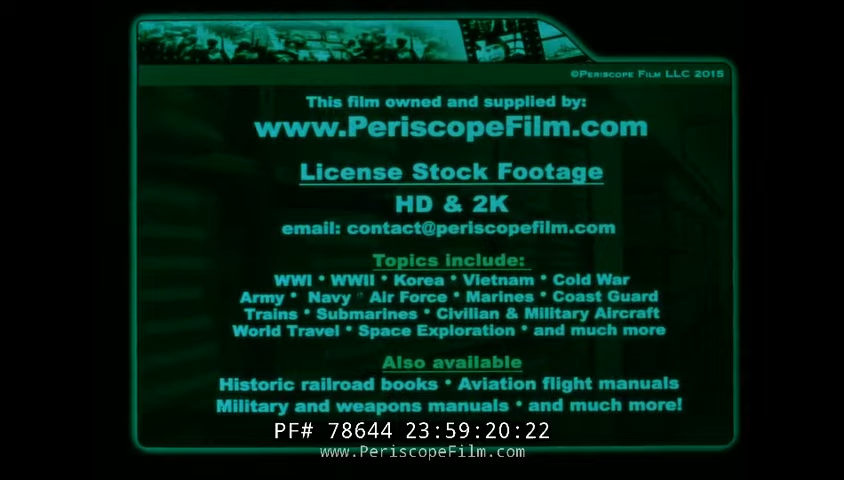 ©Periscope Film LLC 2015
This film owned and supplied by:
www.PeriscopeFilm.com
License Stock Footage
HD & 2K
email: contact@periscopefilm.com
Topics include:
WWI * WWII * Korea * Vietnam * Cold War
Army * Navy * Air Force * Marines * Coast Guard
Trains * Submarines * Civilian & Military Aircraft
World Travel * Space Exploration * and much more
Also available
Historic railroad books * Aviation flight manuals
Military and weapons manuals * and much more!
PF# 78644 23:59:20:22
www.PeriscopeFilm.com